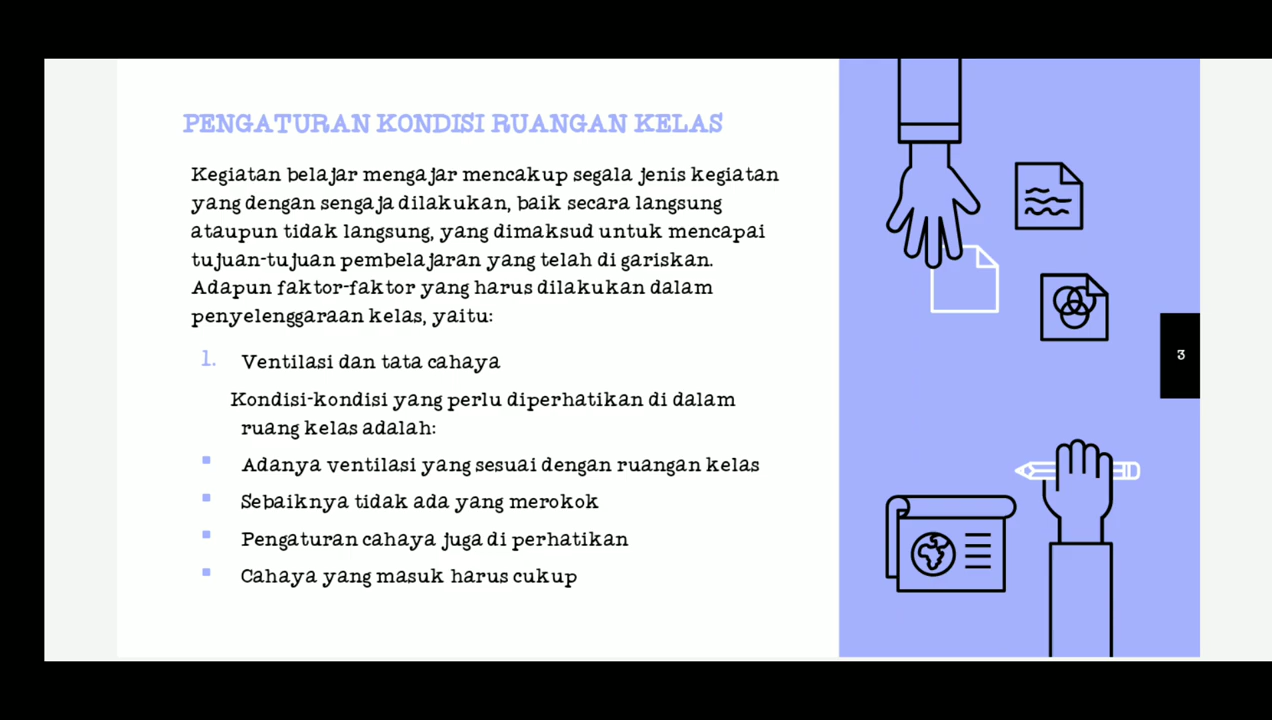 PENGATURAN KONDISI RUANGAN KELAS
Kegiatan belajar mengajar mencakup segala jenis kegiatan
yang dengan sengaja dilakukan, baik secara langsung
ataupun tidak langsung, yang dimaksud untuk mencapai
tujuan-tujuan pembelajaran yang telah di gariskan.
Adapun faktor-faktor yang harus dilakukan dalam
penyelenggaraan kelas, yaitu:
1. Ventilasi dan tata cahaya
Kondisi-kondisi yang perlu diperhatikan di dalam
ruang kelas adalah:
▪ Adanya ventilasi yang sesuai dengan ruangan kelas
▪ Sebaiknya tidak ada yang merokok
▪ Pengaturan cahaya juga di perhatikan
▪ Cahaya yang masuk harus cukup
3